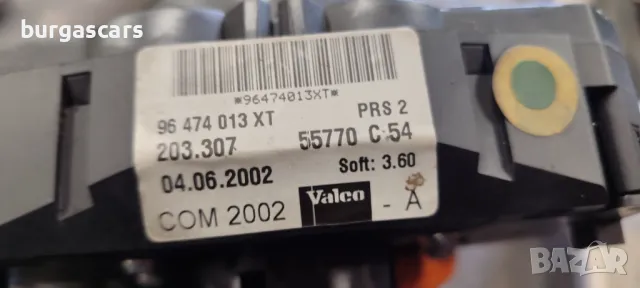 burgascars
*96474013XT*
96 474 013 XT PRS 2
203.307 55770 C 54
04.06.2002 Soft: 3.60
COM 2002 Valeo - A
BAZAR